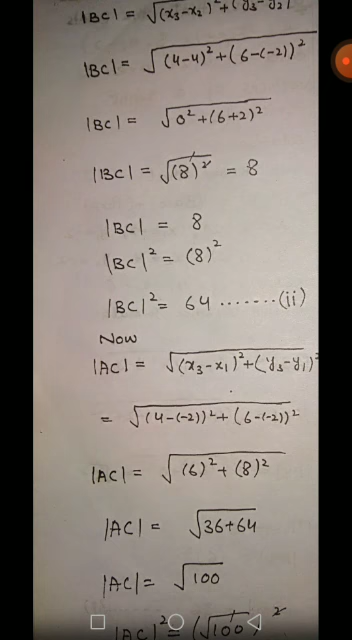 |BC| = √(x₃-x₂)²+(y₃-y₂)
|BC| = √(4-4)²+(6-(-2))²
|BC| = √0²+(6+2)²
|BC| = √(8)² = 8
|BC| = 8
|BC|² = (8)²
|BC|² = 64 .......(ii)
Now
|AC| = √(x₃-x₁)²+(y₃-y₁)²
= √(4-(-2))²+(6-(-2))²
|AC| = √(6)²+(8)²
|AC| = √36+64
|AC| = √100
|AC|² = (√100)²